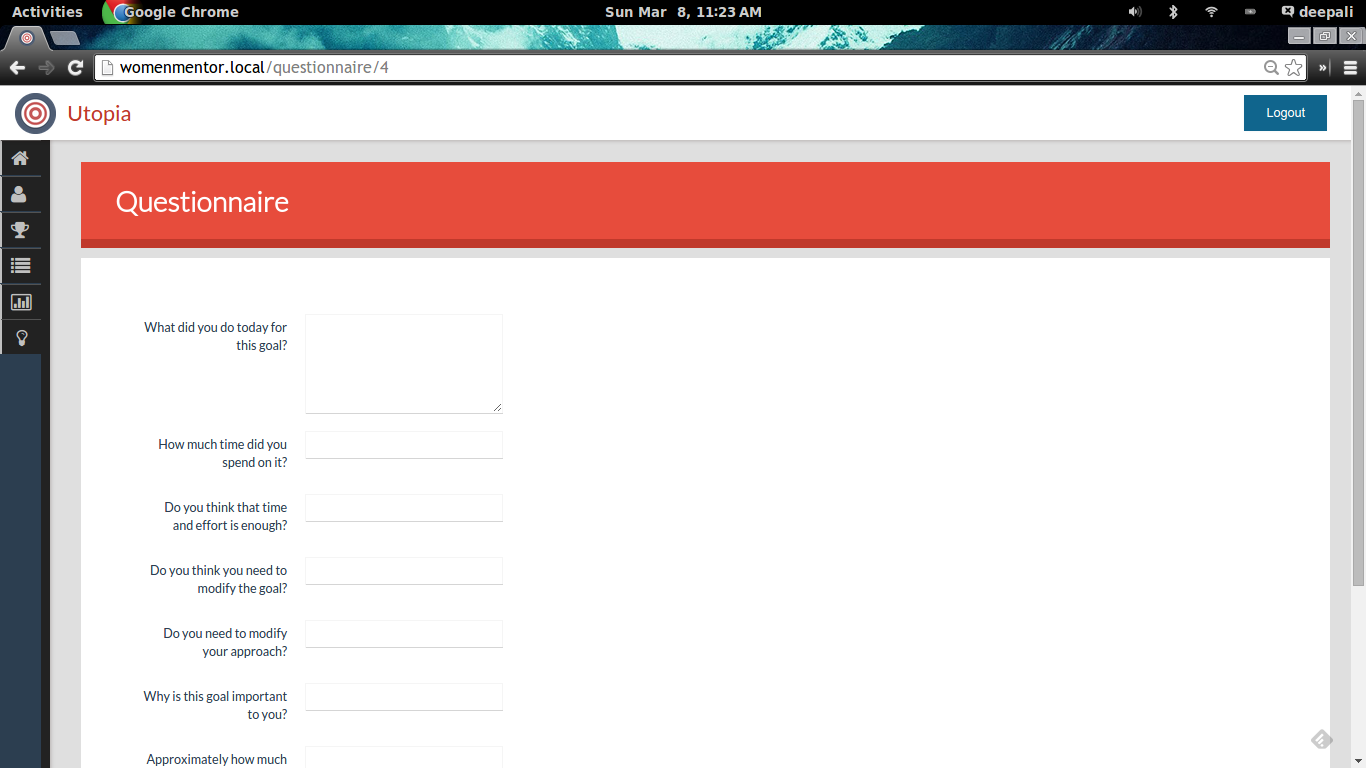 Activities Google Chrome Sun Mar 8, 11:23 AM deepali
womenmentor.local/questionnaire/4 »
Utopia Logout
Questionnaire
What did you do today for
this goal?
How much time did you
spend on it?
Do you think that time
and effort is enough?
Do you think you need to
modify the goal?
Do you need to modify
your approach?
Why is this goal important
to you?
Approximately how much